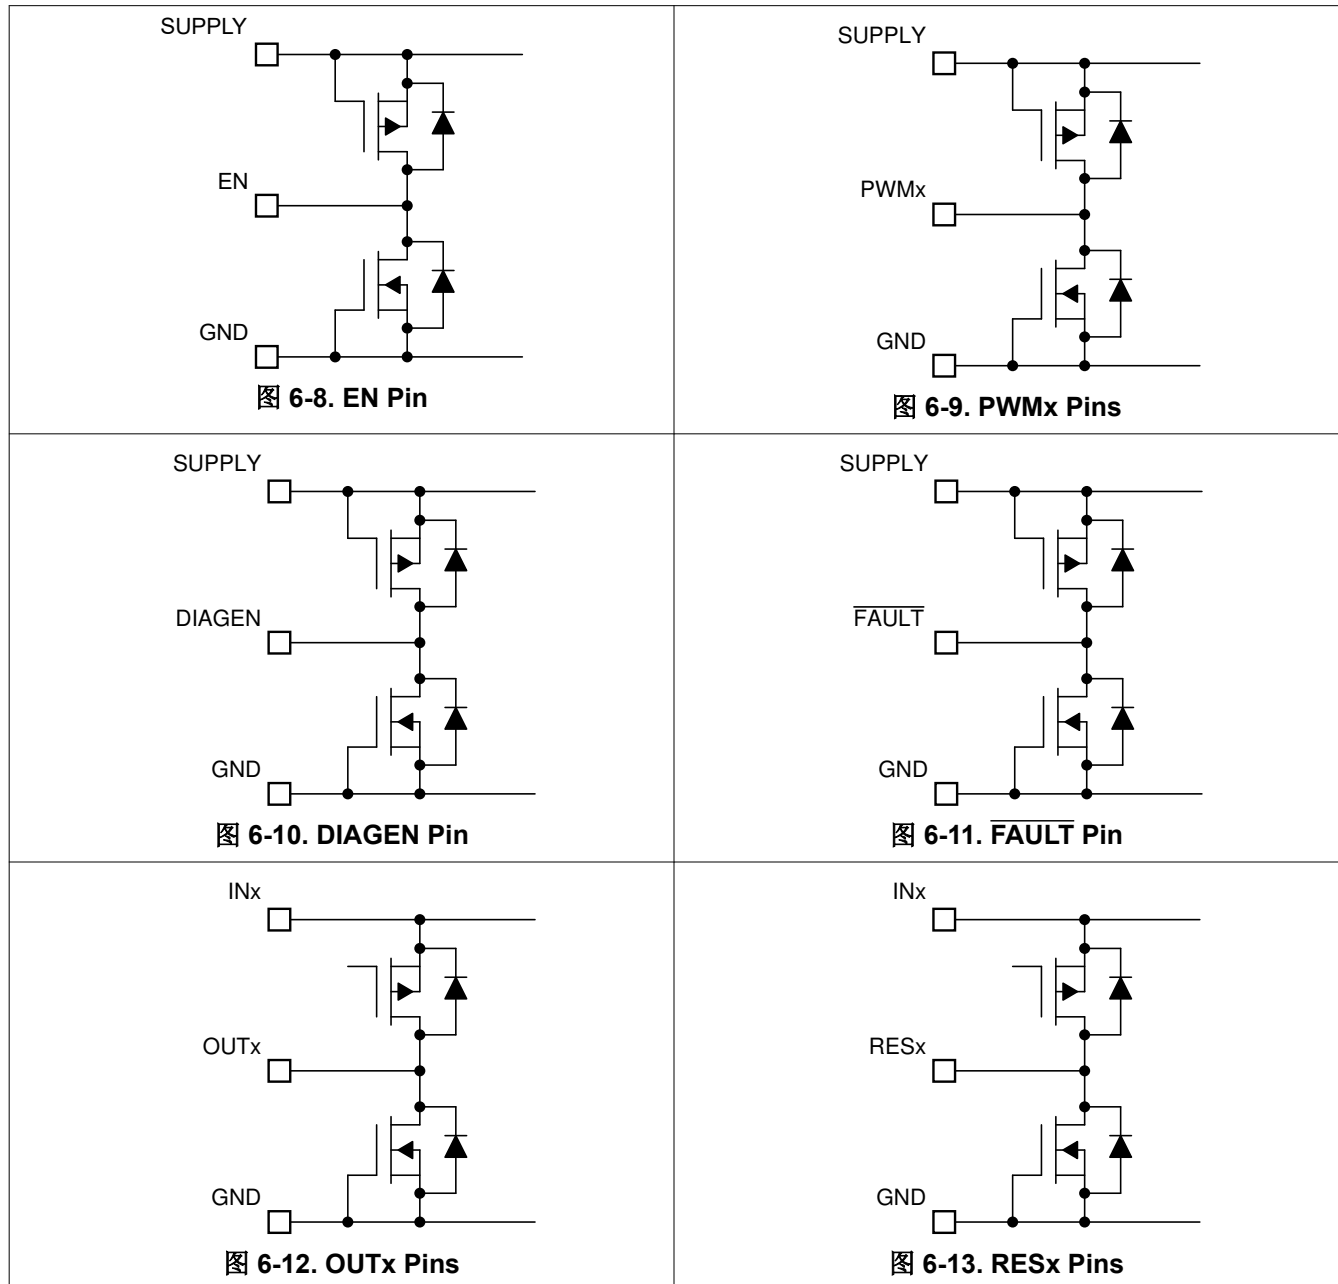 SUPPLY
EN
GND
图 6-8. EN Pin
SUPPLY
PWMx
GND
图 6-9. PWMx Pins
SUPPLY
DIAGEN
GND
图 6-10. DIAGEN Pin
SUPPLY
FAULT
GND
图 6-11. FAULT Pin
INx
OUTx
GND
图 6-12. OUTx Pins
INx
RESx
GND
图 6-13. RESx Pins